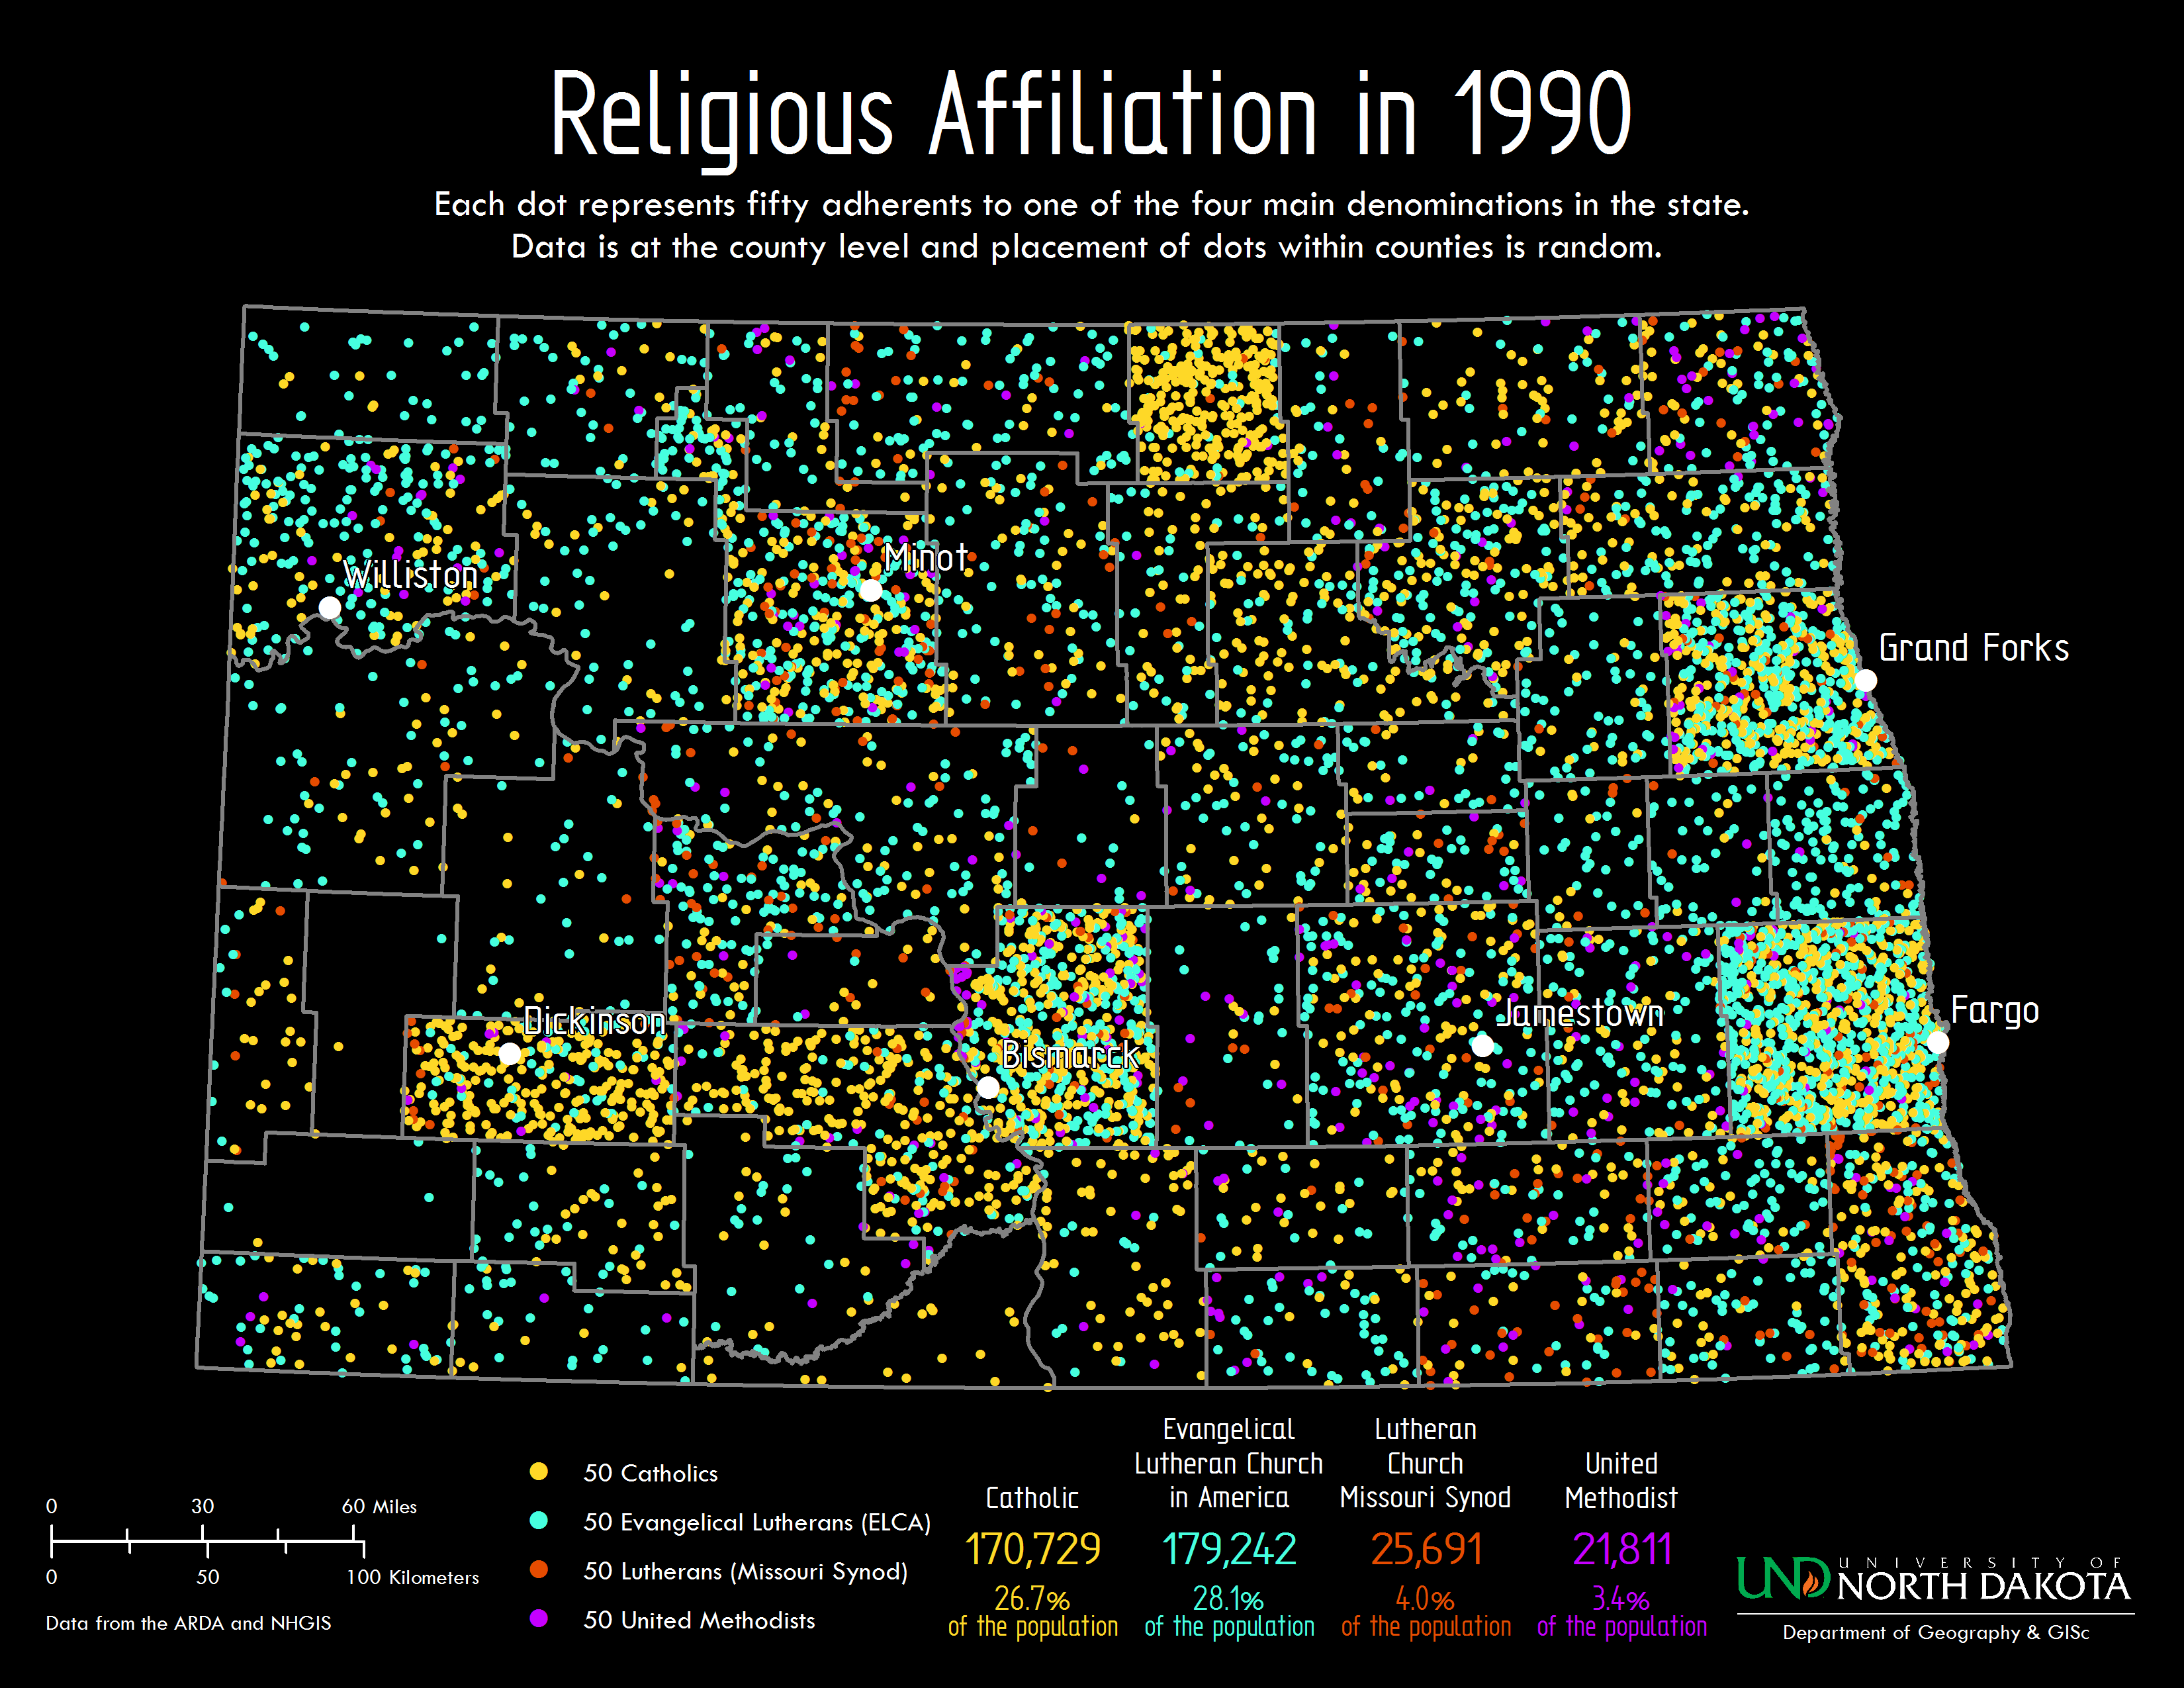 Religious Affiliation in 1990
Each dot represents fifty adherents to one of the four main denominations in the state.
Data is at the county level and placement of dots within counties is random.
Minot
Williston
Grand Forks
Dickinson
Jamestown
Fargo
Bismarck
0 30 60 Miles
0 50 100 Kilometers
Data from the ARDA and NHGIS
50 Catholics
50 Evangelical Lutherans (ELCA)
50 Lutherans (Missouri Synod)
50 United Methodists
Catholic
170,729
26.7%
of the population
Evangelical
Lutheran Church
in America
179,242
28.1%
of the population
Lutheran
Church
Missouri Synod
25,691
4.0%
of the population
United
Methodist
21,811
3.4%
of the population
UND
UNIVERSITY OF
NORTH DAKOTA
Department of Geography & GISc